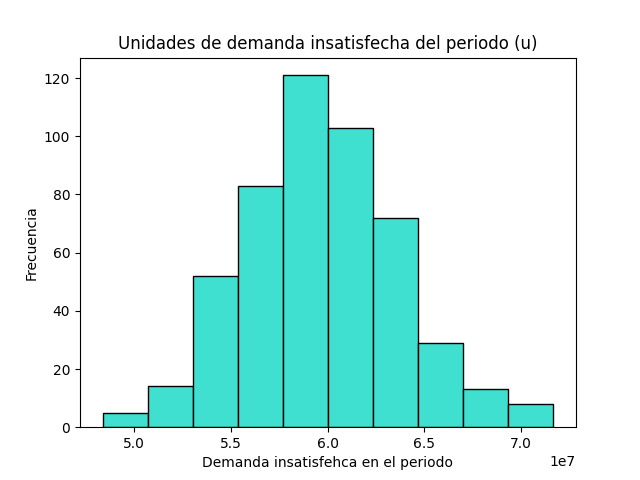 Unidades de demanda insatisfecha del periodo (u)
Frecuencia
120
100
80
60
40
20
0
5.0 5.5 6.0 6.5 7.0
1e7
Demanda insatisfehca en el periodo